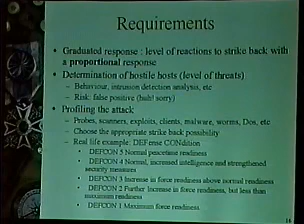 Requirements
• Graduated response : level of reactions to strike back with
a proportional response
• Determination of hostile hosts (level of threats)
– Behaviour, intrusion detection analysis, etc
– Risk: false positive (huh! sorry)
• Profiling the attack
– Probes, scanners, exploits, clients, malware, worms, Dos, etc
– Choose the appropriate strike back possibility
– Real life example: DEFense CONdition
• DEFCON 5 Normal peacetime readiness
• DEFCON 4 Normal, increased intelligence and strengthened
security measures
• DEFCON 3 Increase in force readiness above normal readiness
• DEFCON 2 Further Increase in force readiness, but less than
maximum readiness
• DEFCON 1 Maximum force readiness.